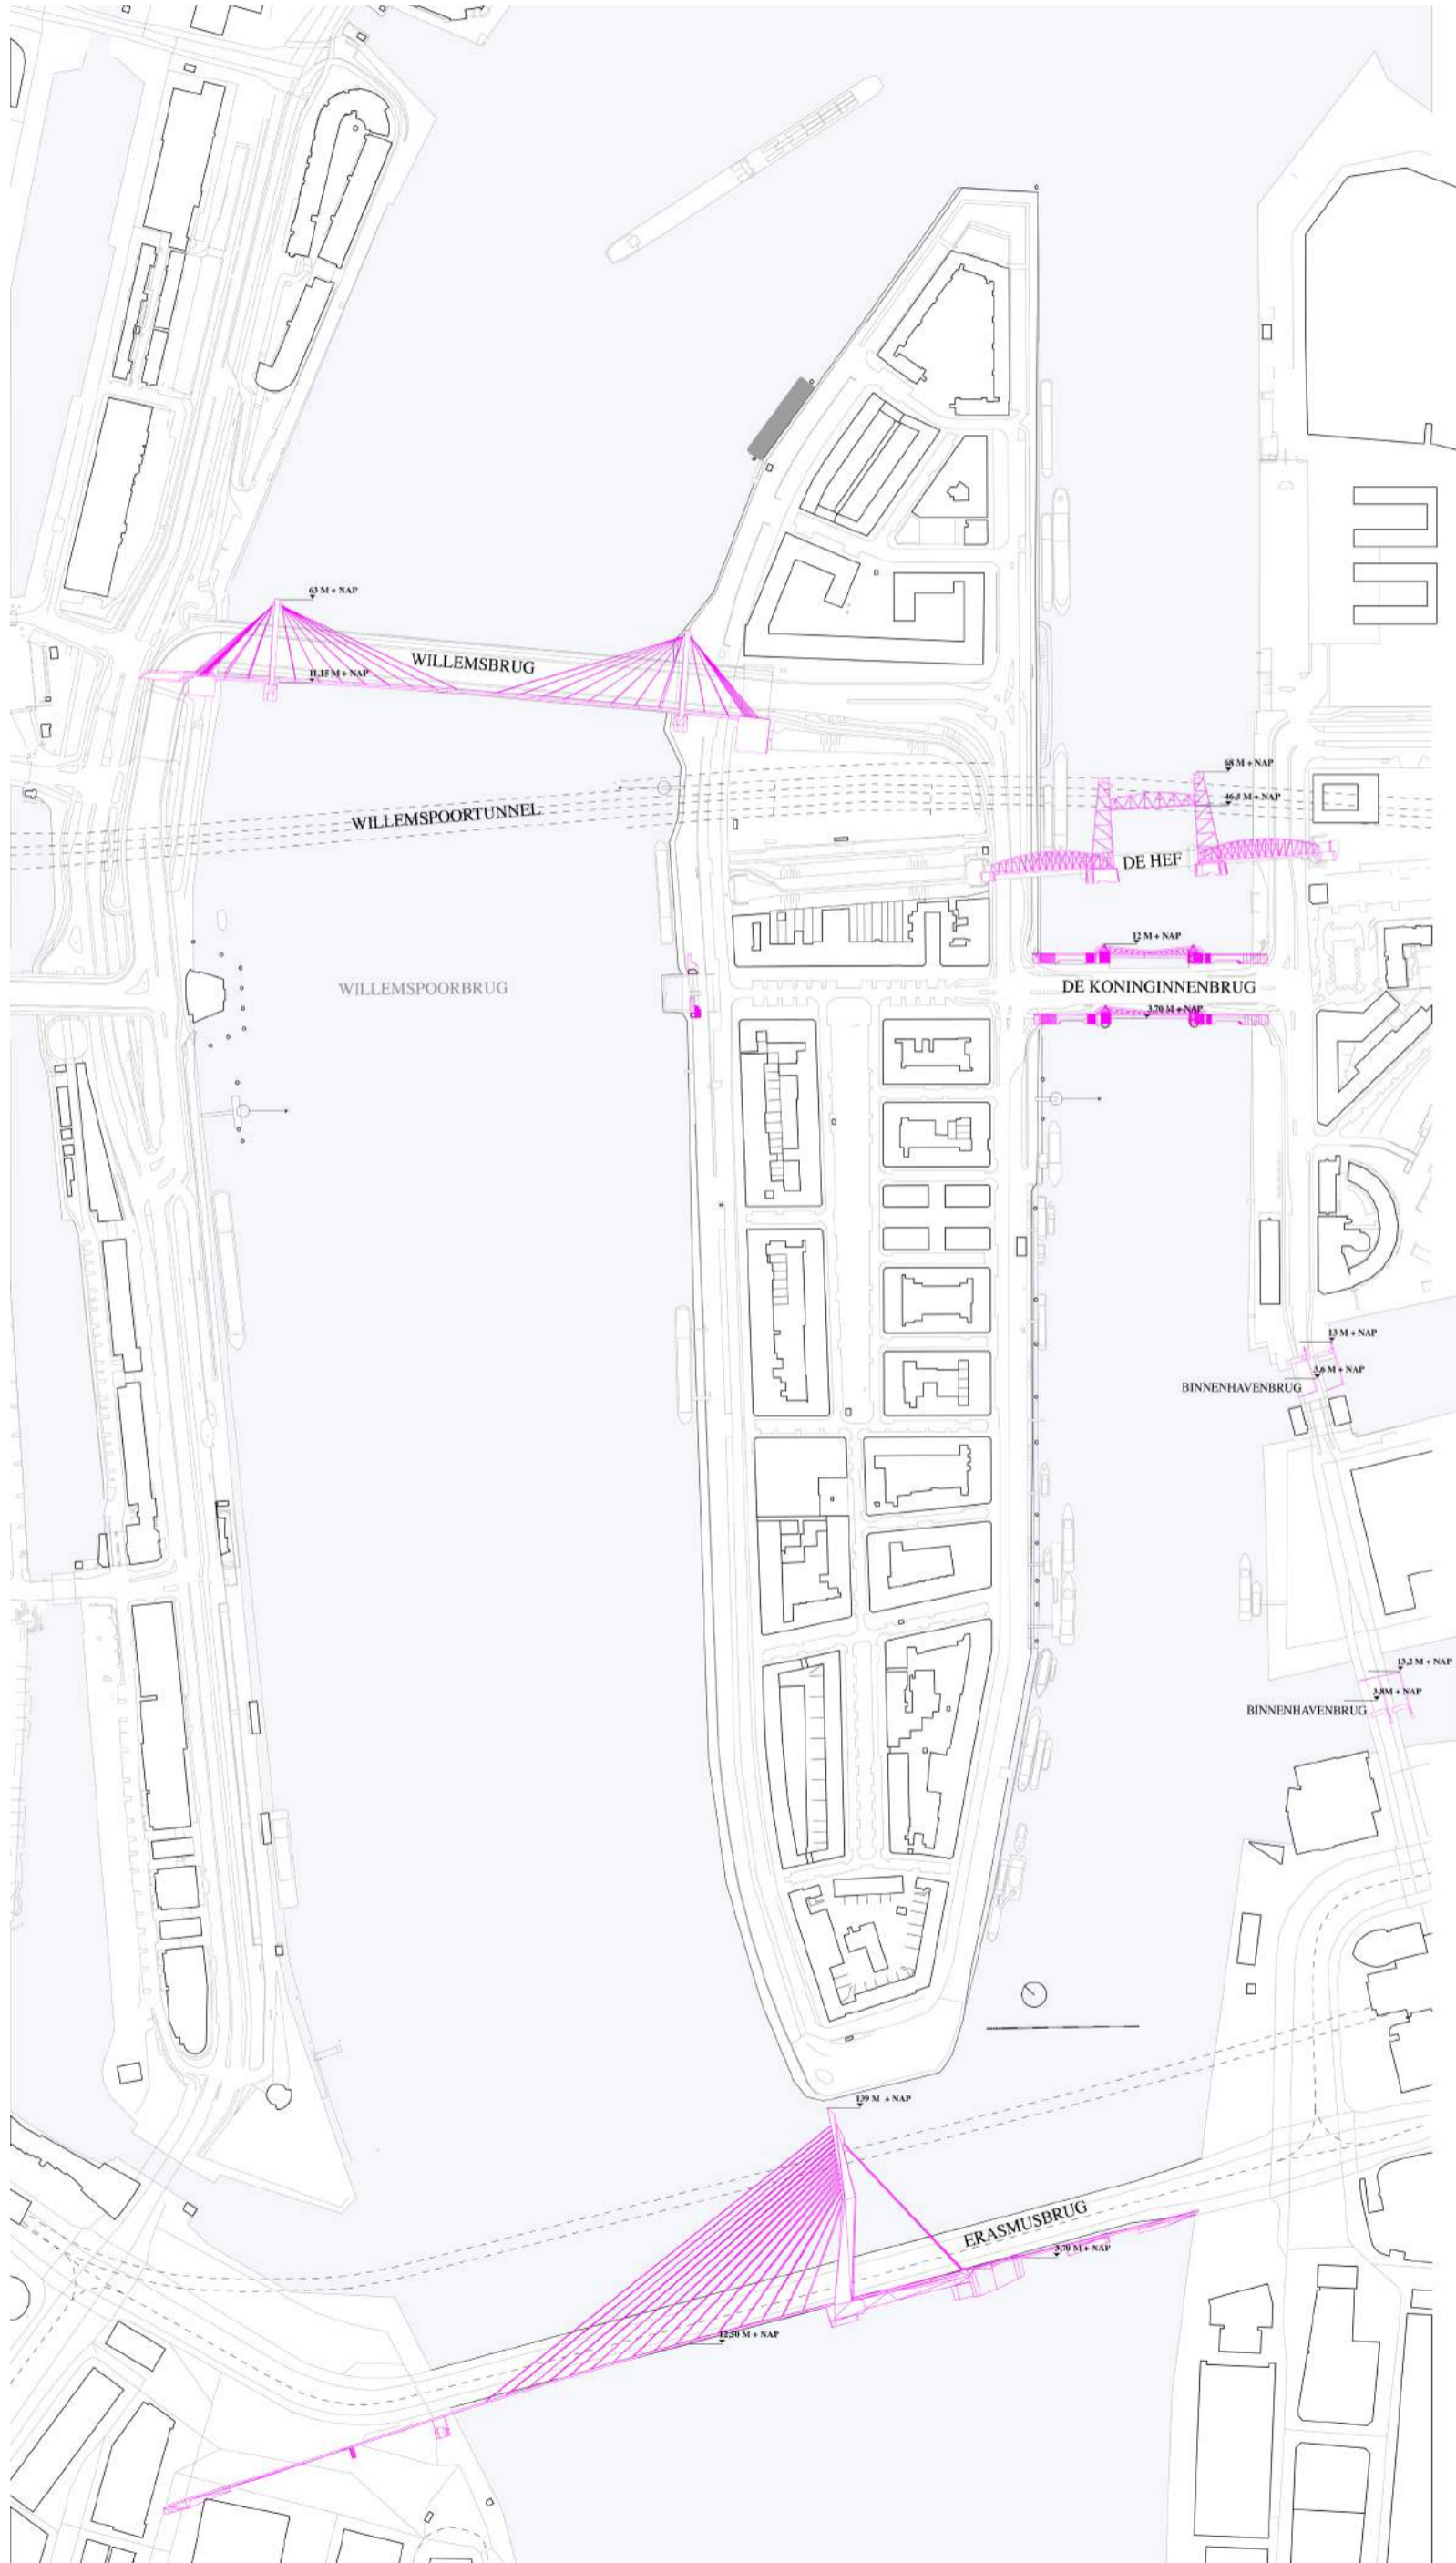 63 M + NAP
WILLEMSBRUG
11,15 M + NAP
68 M + NAP
46,5 M + NAP
WILLEMSPOORTUNNEL
DE HEF
12 M + NAP
WILLEMSPOORBRUG
DE KONINGINNENBRUG
3,70 M + NAP
13 M + NAP
3,6 M + NAP
BINNENHAVENBRUG
13,2 M + NAP
3,8M + NAP
BINNENHAVENBRUG
139 M + NAP
ERASMUSBRUG
3,70 M + NAP
12,50 M + NAP